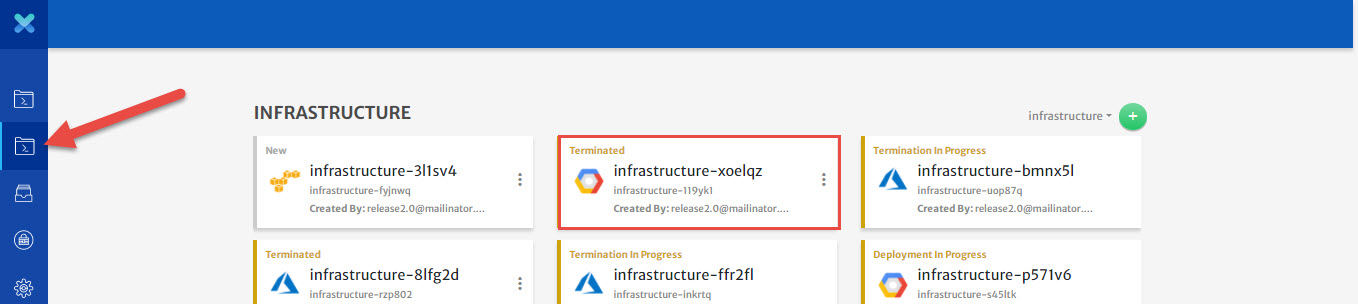 INFRASTRUCTURE
infrastructure
New
infrastructure-3l1sv4
infrastructure-fyjnwq
Created By: release2.0@mailinator....
Terminated
infrastructure-xoelqz
infrastructure-119yk1
Created By: release2.0@mailinator....
Termination In Progress
infrastructure-bmnx5l
infrastructure-uop87q
Created By: release2.0@mailinator....
Terminated
infrastructure-8lfg2d
infrastructure-rzp802
Termination In Progress
infrastructure-ffr2fl
infrastructure-inkrtq
Deployment In Progress
infrastructure-p571v6
infrastructure-s45ltk